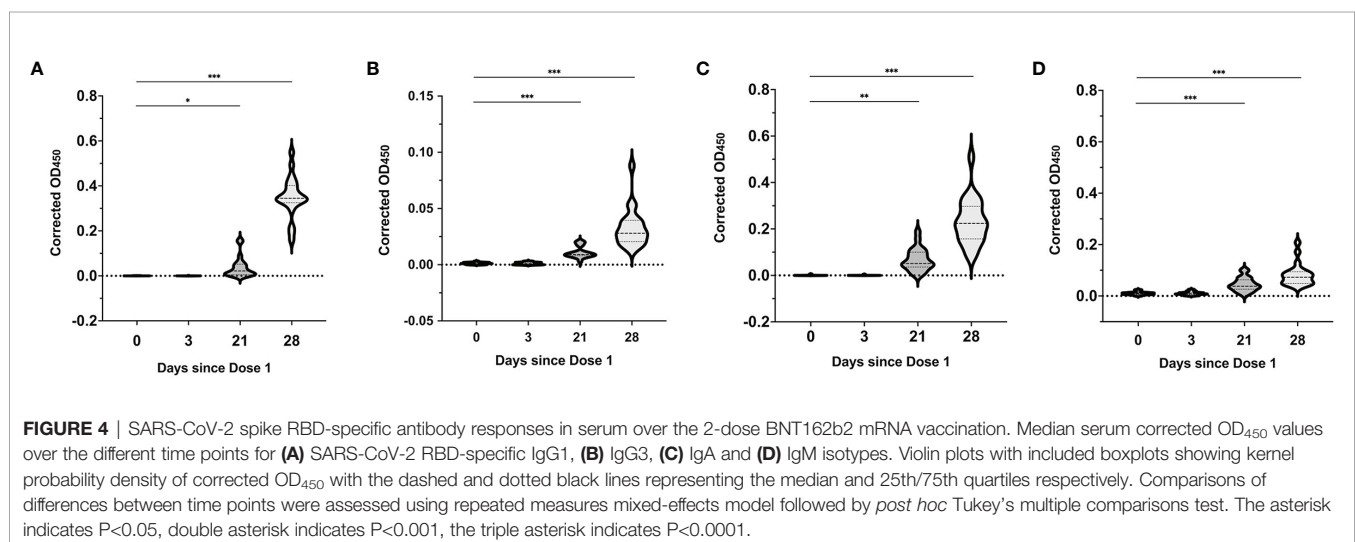 A
B
C
D
***
*
0.8
0.6
0.4
0.2
0.0
-0.2
Corrected OD450
0 3 21 28
Days since Dose 1
***
***
0.15
0.10
0.05
0.00
-0.05
Corrected OD450
0 3 21 28
Days since Dose 1
***
**
0.8
0.6
0.4
0.2
0.0
-0.2
Corrected OD450
0 3 21 28
Days since Dose 1
***
***
0.8
0.6
0.4
0.2
0.0
Corrected OD450
0 3 21 28
Days since Dose 1
FIGURE 4 | SARS-CoV-2 spike RBD-specific antibody responses in serum over the 2-dose BNT162b2 mRNA vaccination. Median serum corrected OD450 values
over the different time points for (A) SARS-CoV-2 RBD-specific IgG1, (B) IgG3, (C) IgA and (D) IgM isotypes. Violin plots with included boxplots showing kernel
probability density of corrected OD450 with the dashed and dotted black lines representing the median and 25th/75th quartiles respectively. Comparisons of
differences between time points were assessed using repeated measures mixed-effects model followed by post hoc Tukey's multiple comparisons test. The asterisk
indicates P<0.05, double asterisk indicates P<0.001, the triple asterisk indicates P<0.0001.